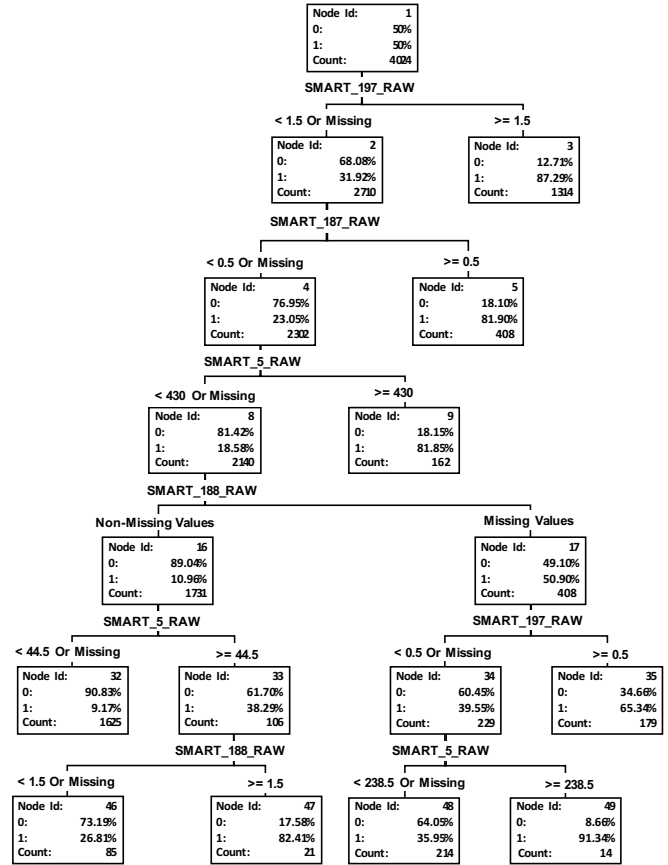 Node Id: 1
0: 50%
1: 50%
Count: 4024
SMART_197_RAW
< 1.5 Or Missing
>= 1.5
Node Id: 2
0: 68.08%
1: 31.92%
Count: 2710
Node Id: 3
0: 12.71%
1: 87.29%
Count: 1314
SMART_187_RAW
< 0.5 Or Missing
>= 0.5
Node Id: 4
0: 76.95%
1: 23.05%
Count: 2302
Node Id: 5
0: 18.10%
1: 81.90%
Count: 408
SMART_5_RAW
< 430 Or Missing
>= 430
Node Id: 8
0: 81.42%
1: 18.58%
Count: 2140
Node Id: 9
0: 18.15%
1: 81.85%
Count: 162
SMART_188_RAW
Non-Missing Values
Missing Values
Node Id: 16
0: 89.04%
1: 10.96%
Count: 1731
Node Id: 17
0: 49.10%
1: 50.90%
Count: 408
SMART_5_RAW
SMART_197_RAW
< 44.5 Or Missing
>= 44.5
< 0.5 Or Missing
>= 0.5
Node Id: 32
0: 90.83%
1: 9.17%
Count: 1625
Node Id: 33
0: 61.70%
1: 38.29%
Count: 106
Node Id: 34
0: 60.45%
1: 39.55%
Count: 229
Node Id: 35
0: 34.66%
1: 65.34%
Count: 179
SMART_188_RAW
SMART_5_RAW
< 1.5 Or Missing
>= 1.5
< 238.5 Or Missing
>= 238.5
Node Id: 46
0: 73.19%
1: 26.81%
Count: 85
Node Id: 47
0: 17.58%
1: 82.41%
Count: 21
Node Id: 48
0: 64.05%
1: 35.95%
Count: 214
Node Id: 49
0: 8.66%
1: 91.34%
Count: 14